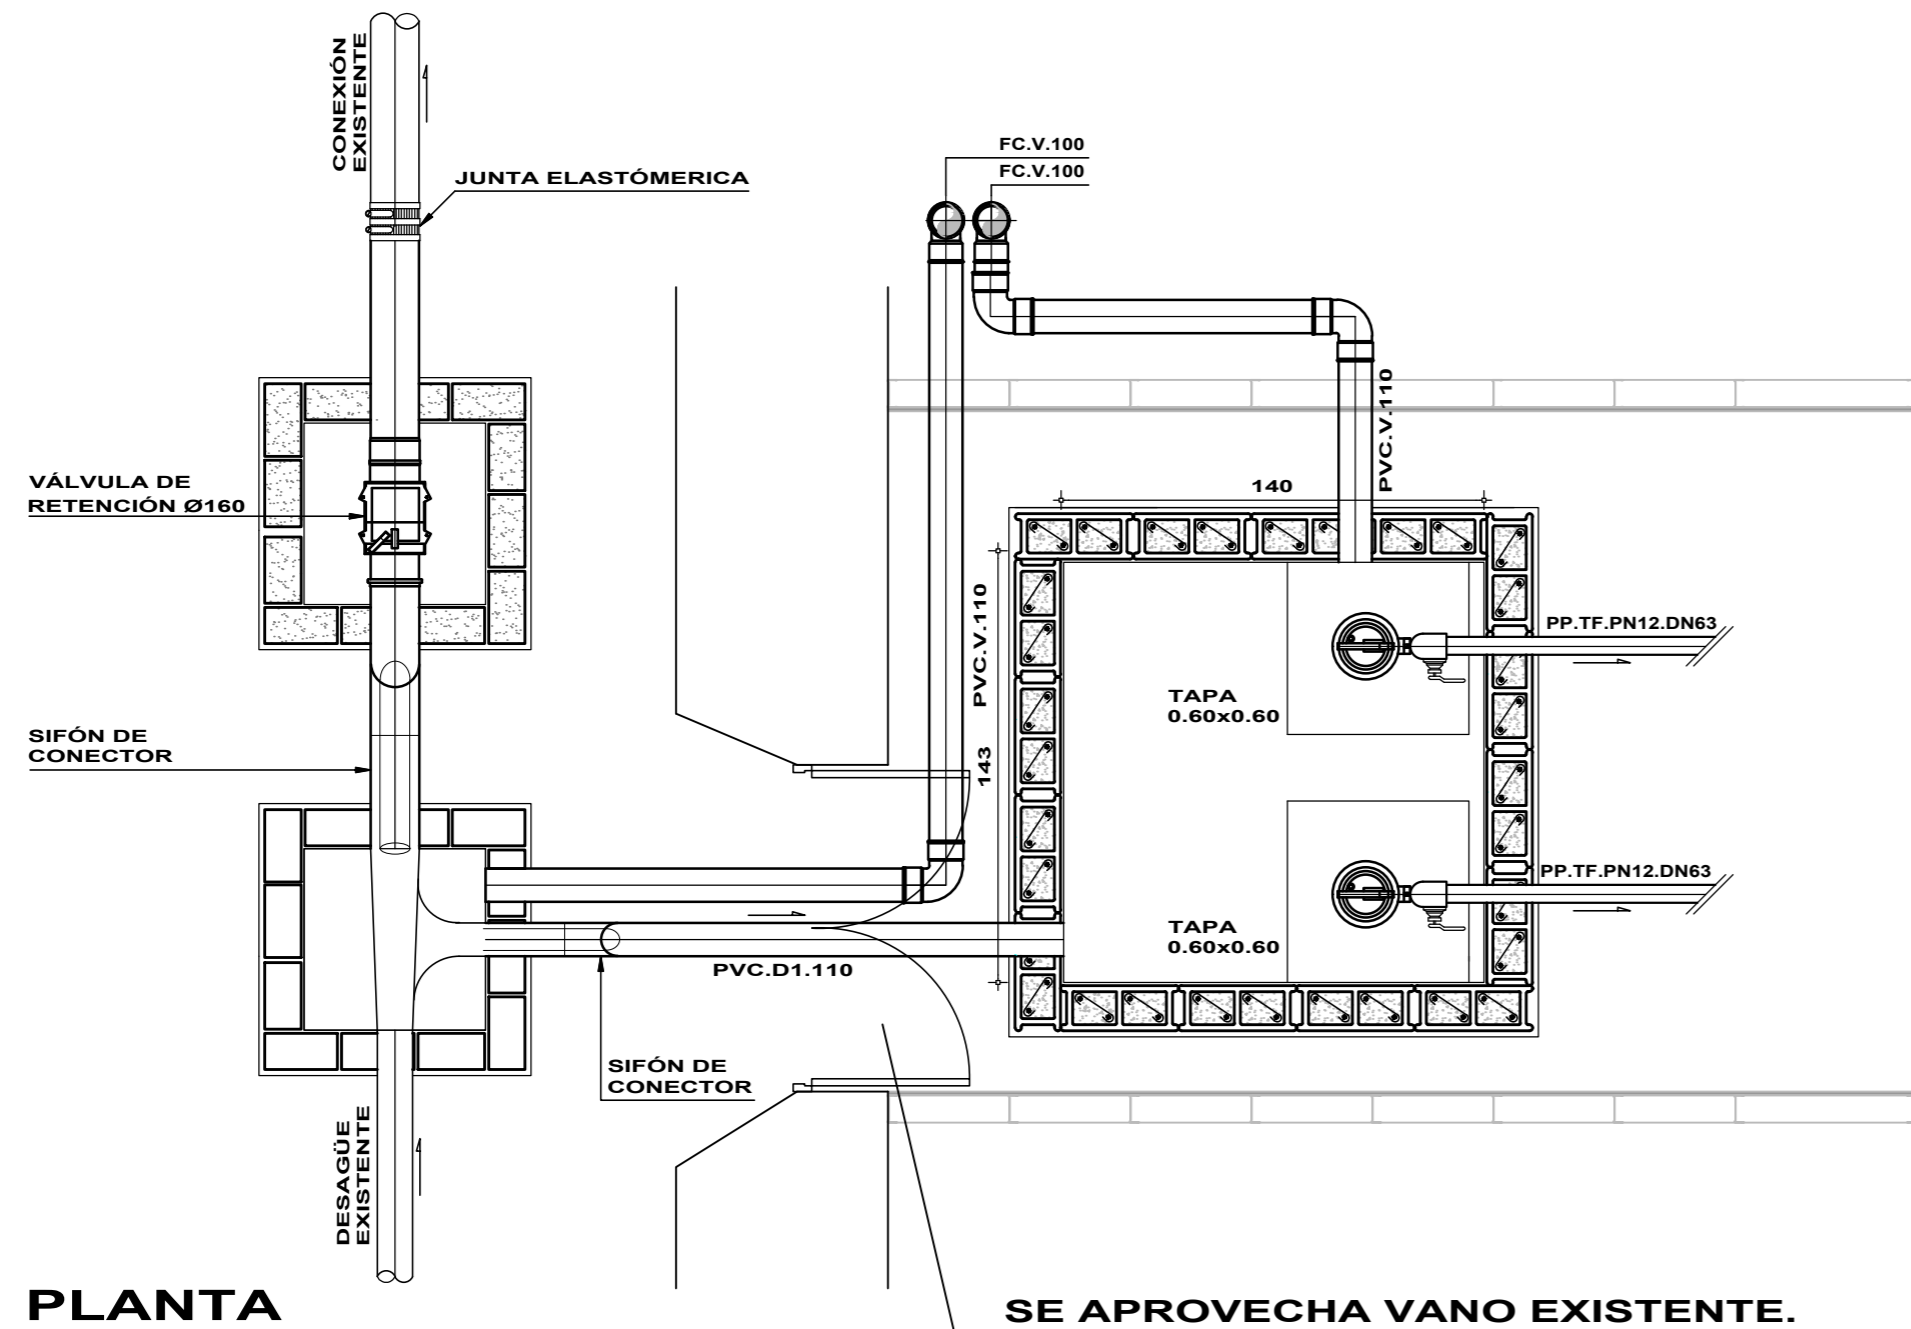 CONEXIÓN
EXISTENTE
JUNTA ELASTÓMERICA
FC.V.100
FC.V.100
PVC.V.110
VÁLVULA DE
RETENCIÓN Ø160
140
PVC.V.110
143
PP.TF.PN12.DN63
TAPA
0.60x0.60
SIFÓN DE
CONECTOR
PP.TF.PN12.DN63
TAPA
0.60x0.60
PVC.D1.110
SIFÓN DE
CONECTOR
DESAGÜE
EXISTENTE
PLANTA
SE APROVECHA VANO EXISTENTE.